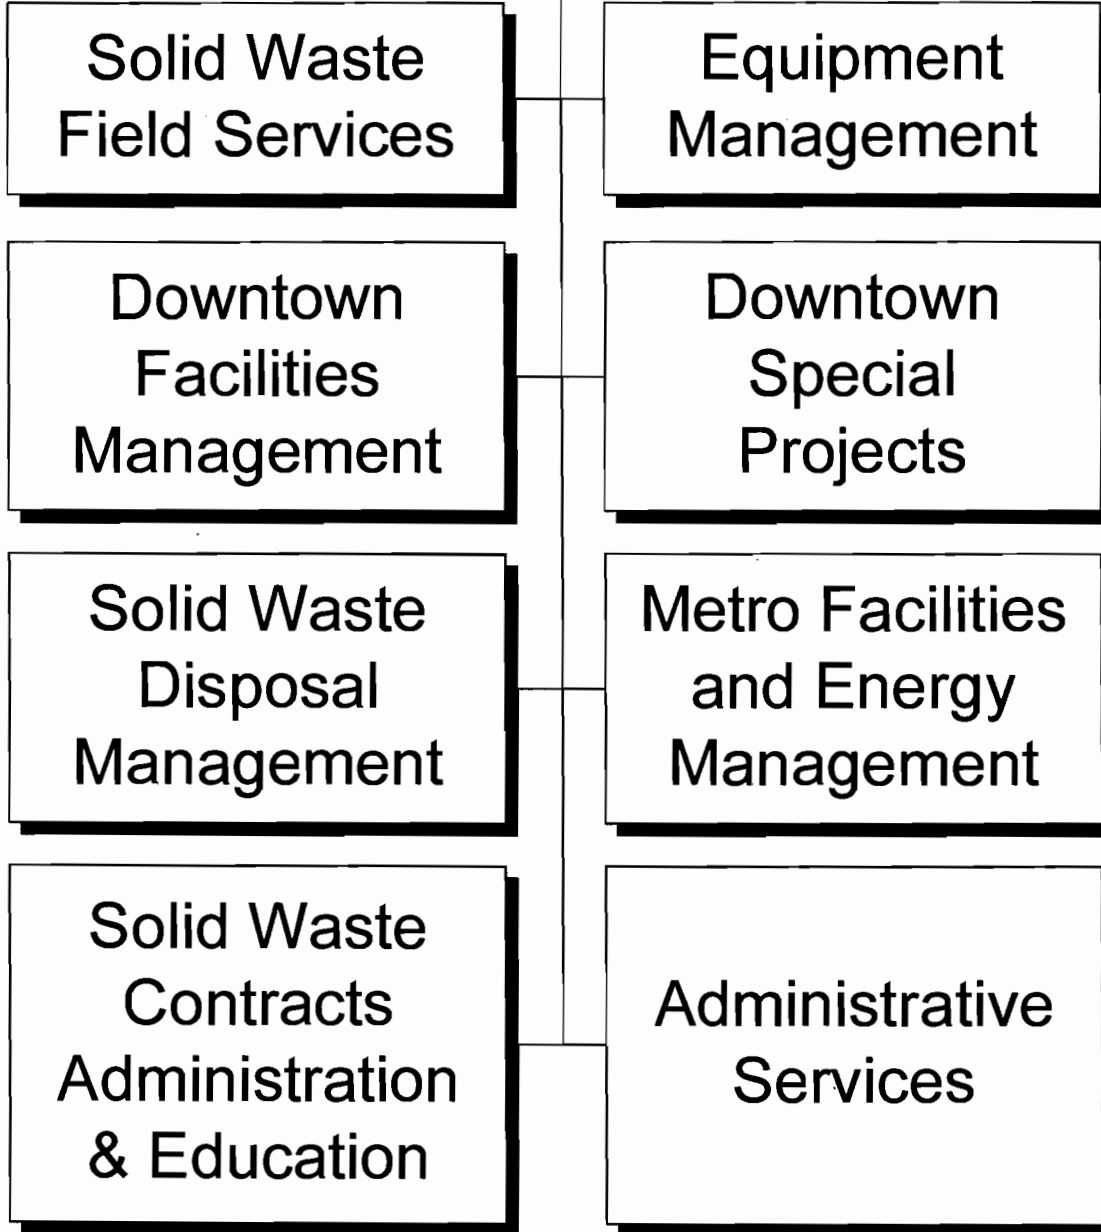 Solid Waste
Field Services
Equipment
Management
Downtown
Facilities
Management
Downtown
Special
Projects
Solid Waste
Disposal
Management
Metro Facilities
and Energy
Management
Solid Waste
Contracts
Administration
& Education
Administrative
Services